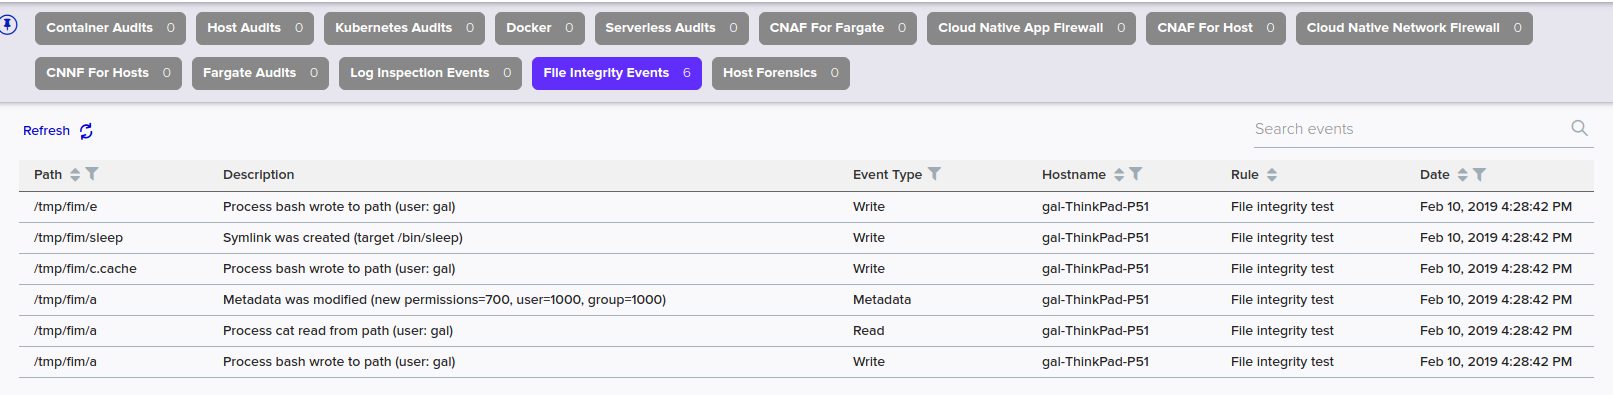 Container Audits 0 Host Audits 0 Kubernetes Audits 0 Docker 0 Serverless Audits 0 CNAF For Fargate 0 Cloud Native App Firewall 0 CNAF For Host 0 Cloud Native Network Firewall 0
CNNF For Hosts 0 Fargate Audits 0 Log Inspection Events 0 File Integrity Events 6 Host Forensics 0
Refresh Search events
Path Description Event Type Hostname Rule Date
/tmp/fim/e Process bash wrote to path (user: gal) Write gal-ThinkPad-P51 File integrity test Feb 10, 2019 4:28:42 PM
/tmp/fim/sleep Symlink was created (target /bin/sleep) Write gal-ThinkPad-P51 File integrity test Feb 10, 2019 4:28:42 PM
/tmp/fim/c.cache Process bash wrote to path (user: gal) Write gal-ThinkPad-P51 File integrity test Feb 10, 2019 4:28:42 PM
/tmp/fim/a Metadata was modified (new permissions=700, user=1000, group=1000) Metadata gal-ThinkPad-P51 File integrity test Feb 10, 2019 4:28:42 PM
/tmp/fim/a Process cat read from path (user: gal) Read gal-ThinkPad-P51 File integrity test Feb 10, 2019 4:28:42 PM
/tmp/fim/a Process bash wrote to path (user: gal) Write gal-ThinkPad-P51 File integrity test Feb 10, 2019 4:28:42 PM